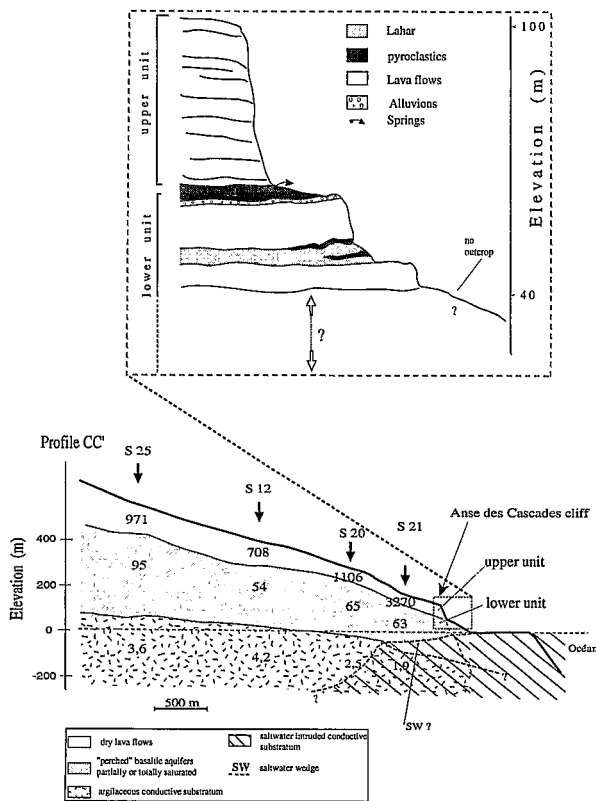 Lahar
pyroclastics
Lava flows
Alluvions
Springs
100
Elevation (m)
40
upper unit
lower unit
no
outcrop
?
?
Profile CC'
S 25
S 12
S 20
S 21
Anse des Cascades cliff
upper unit
lower unit
Elevation (m)
400
200
0
-200
971
708
1106
3270
95
54
65
63
3,6
4,2
2,5
1,9
Océan
?
?
SW ?
500 m
dry lava flows
"perched" basaltic aquifers
partially or totally saturated
argilaceous conductive substratum
saltwater intruded conductive
substratum
SW saltwater wedge